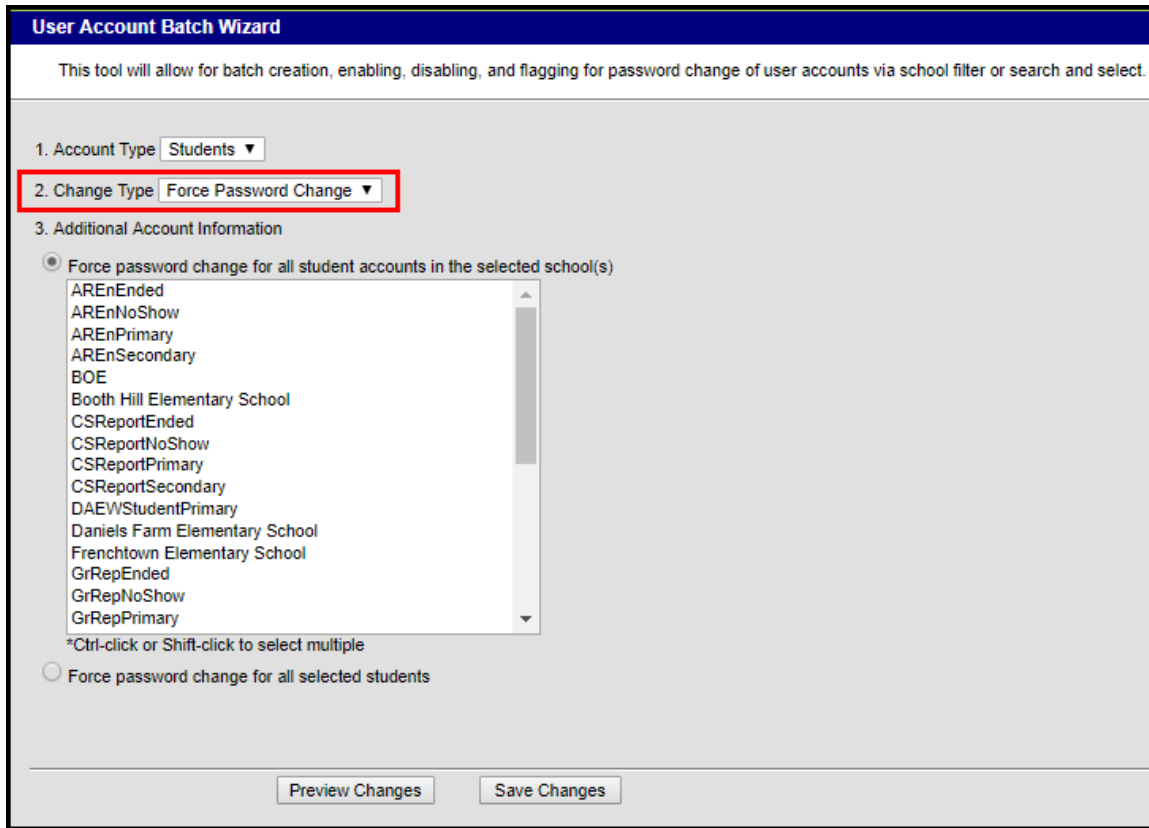 User Account Batch Wizard
This tool will allow for batch creation, enabling, disabling, and flagging for password change of user accounts via school filter or search and select.
1. Account Type Students ▼
2. Change Type Force Password Change ▼
3. Additional Account Information
Force password change for all student accounts in the selected school(s)
AREnEnded
AREnNoShow
AREnPrimary
AREnSecondary
BOE
Booth Hill Elementary School
CSReportEnded
CSReportNoShow
CSReportPrimary
CSReportSecondary
DAEWStudentPrimary
Daniels Farm Elementary School
Frenchtown Elementary School
GrRepEnded
GrRepNoShow
GrRepPrimary
*Ctrl-click or Shift-click to select multiple
Force password change for all selected students
Preview Changes Save Changes